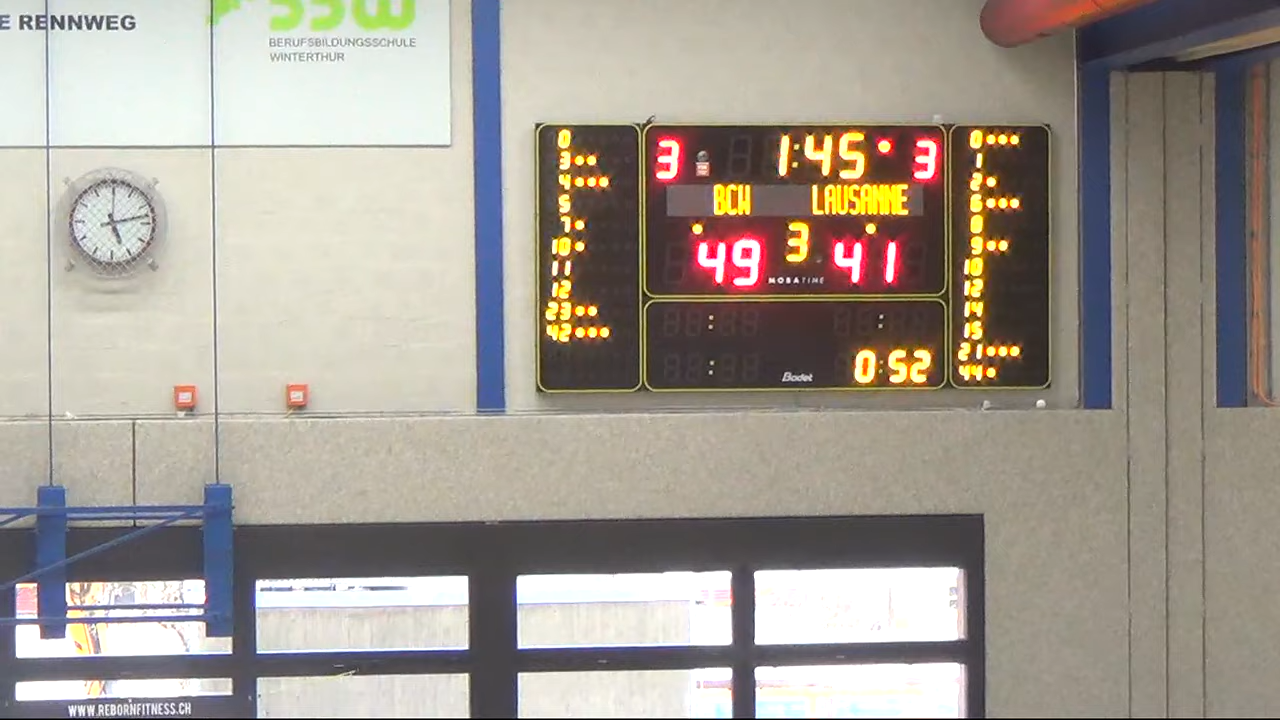 E RENNWEG
BERUFSBILDUNGSSCHULE
WINTERTHUR
3 1:45 3
BCW LAUSANNE
49 3 41
MOBATIME
0
3
4
5
7
10
11
12
23
42
0
1
2
6
8
9
10
12
14
15
21
44
Bodet
0:52
WWW.REBORNFITNESS.CH